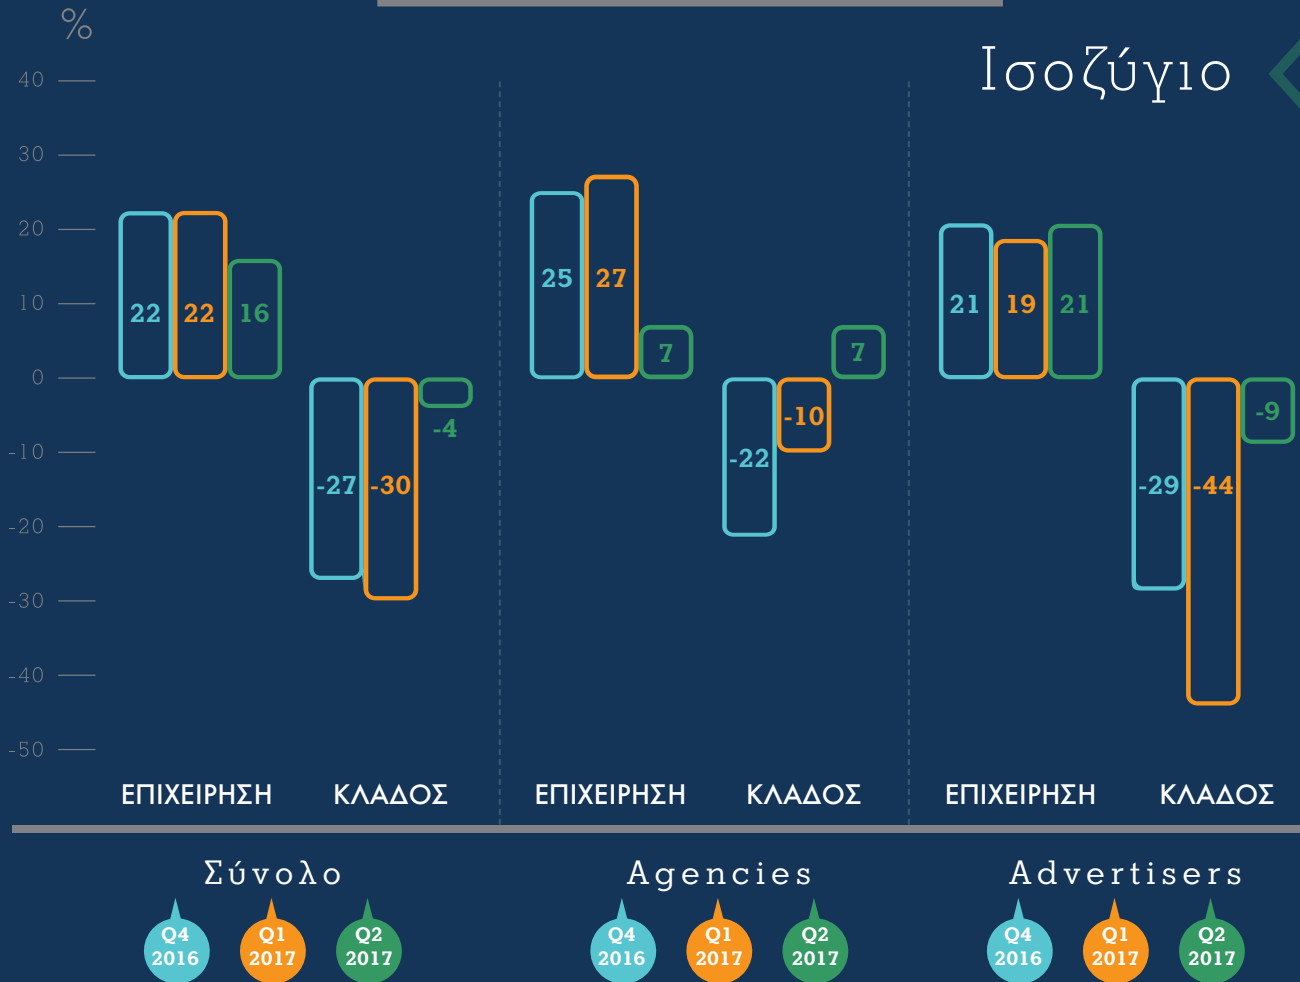 %
Ισοζύγιο
40
30
20
10
0
-10
-20
-30
-40
-50
22 22 16
-27 -30 -4
25 27 7
-22 -10 7
21 19 21
-29 -44 -9
ΕΠΙΧΕΙΡΗΣΗ ΚΛΑΔΟΣ ΕΠΙΧΕΙΡΗΣΗ ΚΛΑΔΟΣ ΕΠΙΧΕΙΡΗΣΗ ΚΛΑΔΟΣ
Σύνολο Agencies Advertisers
Q4 Q1 Q2 Q4 Q1 Q2 Q4 Q1 Q2
2016 2017 2017 2016 2017 2017 2016 2017 2017